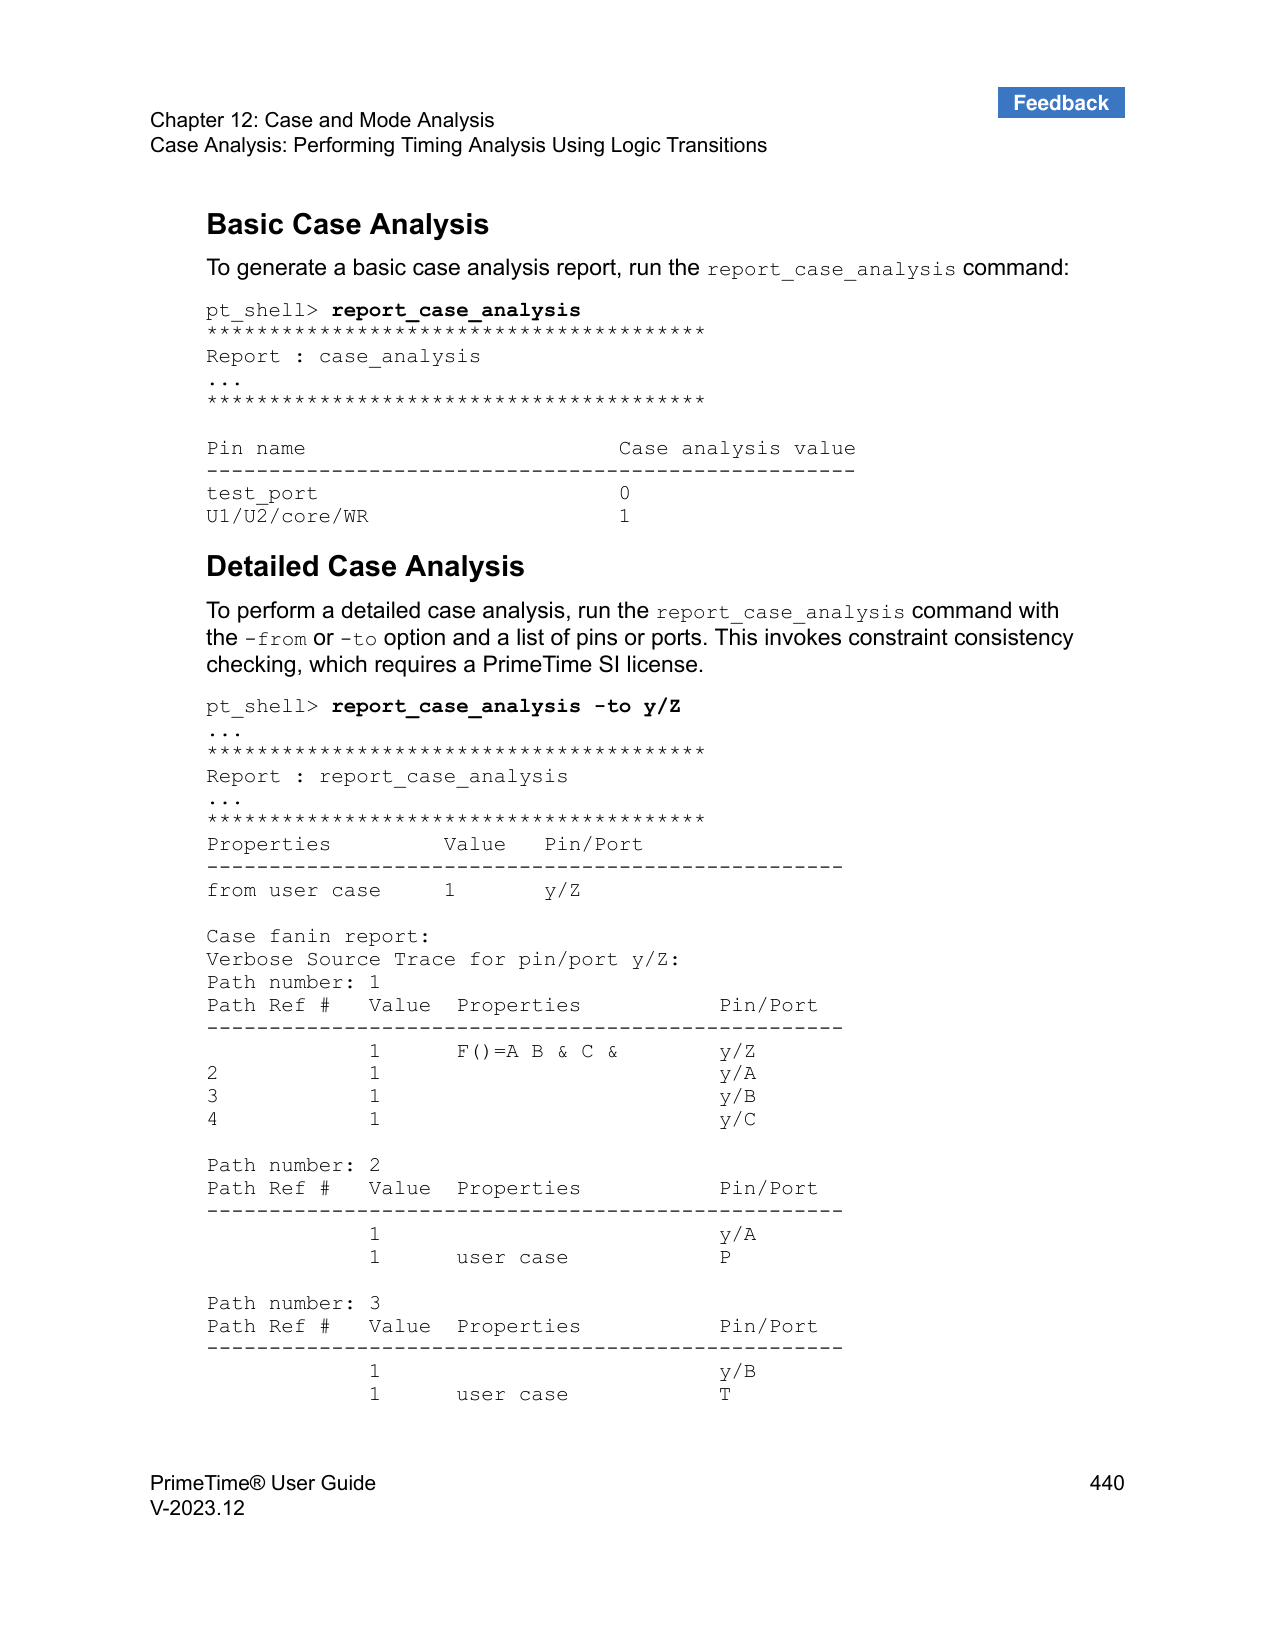 Feedback
Chapter 12: Case and Mode Analysis
Case Analysis: Performing Timing Analysis Using Logic Transitions
Basic Case Analysis
To generate a basic case analysis report, run the report_case_analysis command:
pt_shell> report_case_analysis
****************************************
Report : case_analysis
...
****************************************
Pin name                         Case analysis value
----------------------------------------------------
test_port                        0
U1/U2/core/WR                    1
Detailed Case Analysis
To perform a detailed case analysis, run the report_case_analysis command with
the -from or -to option and a list of pins or ports. This invokes constraint consistency
checking, which requires a PrimeTime SI license.
pt_shell> report_case_analysis -to y/Z
...
****************************************
Report : report_case_analysis
...
****************************************
Properties         Value   Pin/Port
---------------------------------------------------
from user case     1       y/Z
Case fanin report:
Verbose Source Trace for pin/port y/Z:
Path number: 1
Path Ref #   Value  Properties           Pin/Port
---------------------------------------------------
             1      F()=A B & C &        y/Z
2            1                           y/A
3            1                           y/B
4            1                           y/C
Path number: 2
Path Ref #   Value  Properties           Pin/Port
---------------------------------------------------
             1                           y/A
             1      user case            P
Path number: 3
Path Ref #   Value  Properties           Pin/Port
---------------------------------------------------
             1                           y/B
             1      user case            T
PrimeTime® User Guide 440
V-2023.12